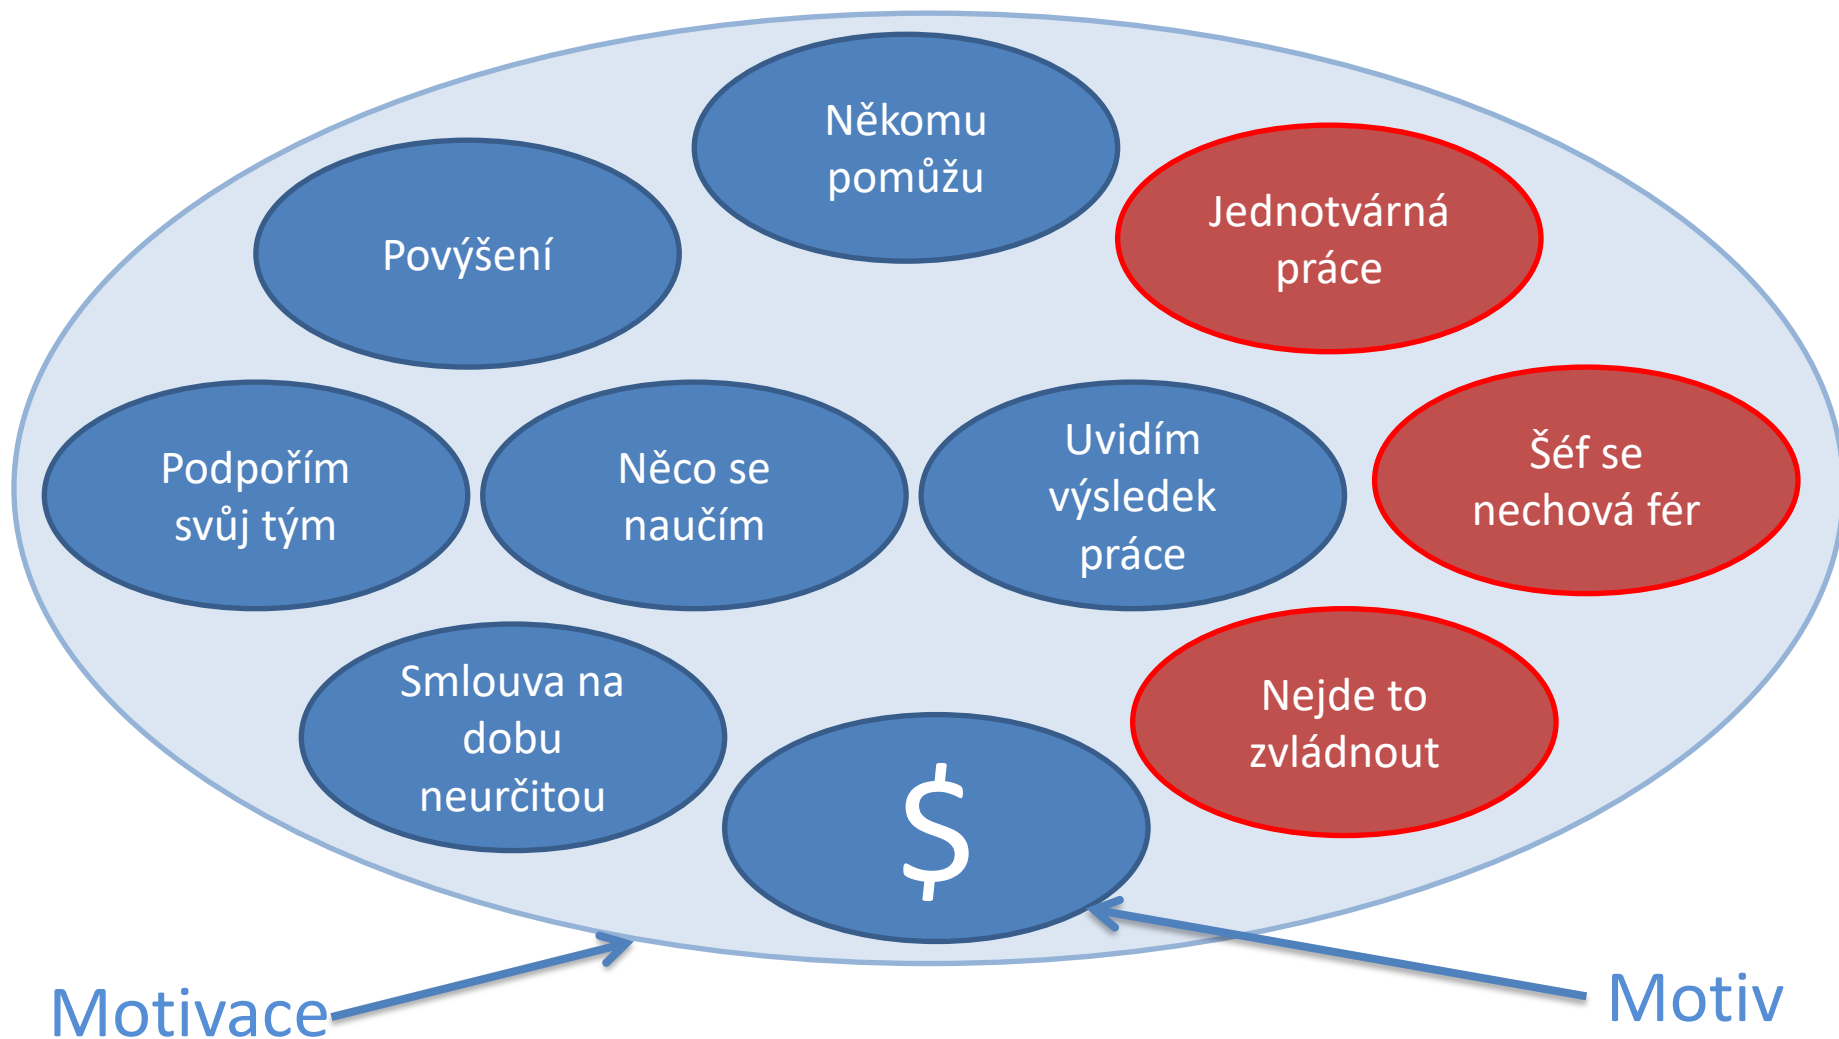 Někomu
pomůžu
Povýšení
Jednotvárná
práce
Podpořím
svůj tým
Něco se
naučím
Uvidím
výsledek
práce
Šéf se
nechová fér
Smlouva na
dobu
neurčitou
$
Nejde to
zvládnout
Motivace
Motiv